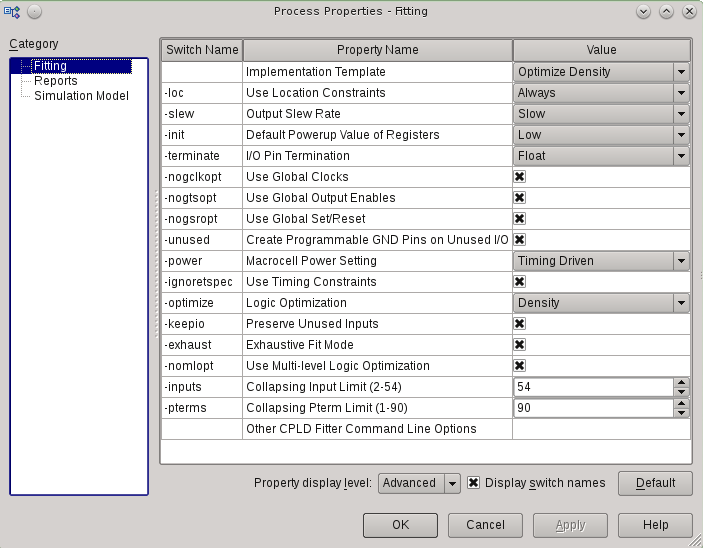 Process Properties - Fitting
Category
Fitting
Reports
Simulation Model
Switch Name Property Name Value
Implementation Template Optimize Density
-loc Use Location Constraints Always
-slew Output Slew Rate Slow
-init Default Powerup Value of Registers Low
-terminate I/O Pin Termination Float
-nogclkopt Use Global Clocks
-nogtsopt Use Global Output Enables
-nogsropt Use Global Set/Reset
-unused Create Programmable GND Pins on Unused I/O
-power Macrocell Power Setting Timing Driven
-ignoretspec Use Timing Constraints
-optimize Logic Optimization Density
-keepio Preserve Unused Inputs
-exhaust Exhaustive Fit Mode
-nomlopt Use Multi-level Logic Optimization
-inputs Collapsing Input Limit (2-54) 54
-pterms Collapsing Pterm Limit (1-90) 90
Other CPLD Fitter Command Line Options
Property display level: Advanced Display switch names Default
OK Cancel Apply Help